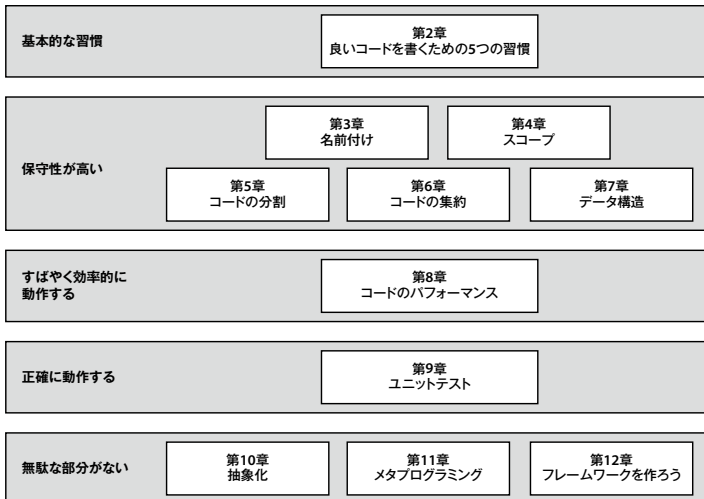 基本的な習慣
第2章
良いコードを書くための5つの習慣
保守性が高い
第3章
名前付け
第4章
スコープ
第5章
コードの分割
第6章
コードの集約
第7章
データ構造
すばやく効率的に
動作する
第8章
コードのパフォーマンス
正確に動作する
第9章
ユニットテスト
無駄な部分がない
第10章
抽象化
第11章
メタプログラミング
第12章
フレームワークを作ろう